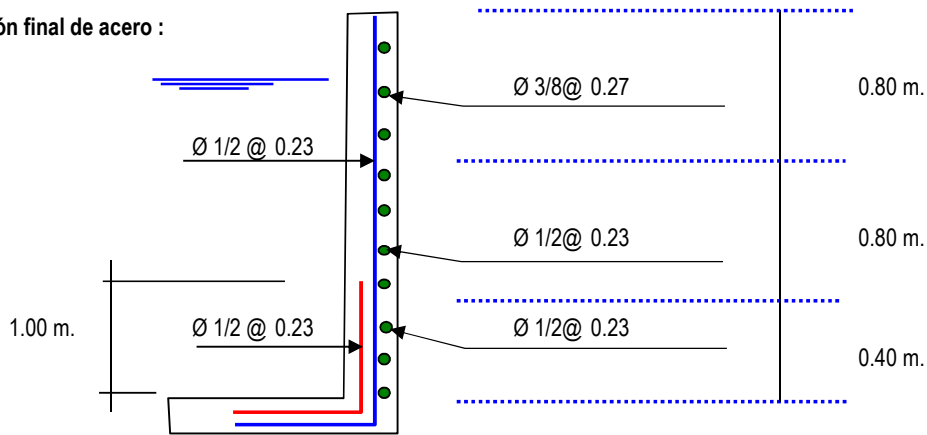 ón final de acero :
Ø 3/8@ 0.27
0.80 m.
Ø 1/2 @ 0.23
Ø 1/2@ 0.23
0.80 m.
1.00 m.
Ø 1/2 @ 0.23
Ø 1/2@ 0.23
0.40 m.